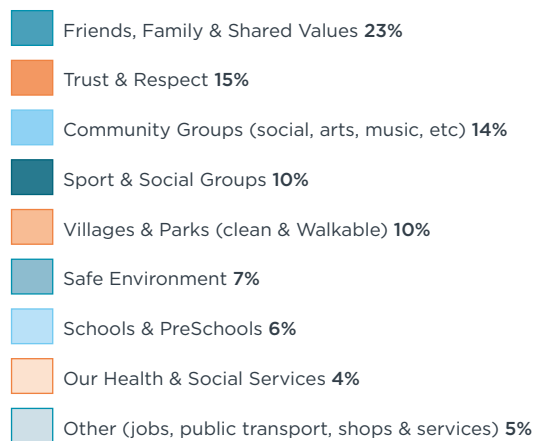 Friends, Family & Shared Values 23%
Trust & Respect 15%
Community Groups (social, arts, music, etc) 14%
Sport & Social Groups 10%
Villages & Parks (clean & Walkable) 10%
Safe Environment 7%
Schools & PreSchools 6%
Our Health & Social Services 4%
Other (jobs, public transport, shops & services) 5%